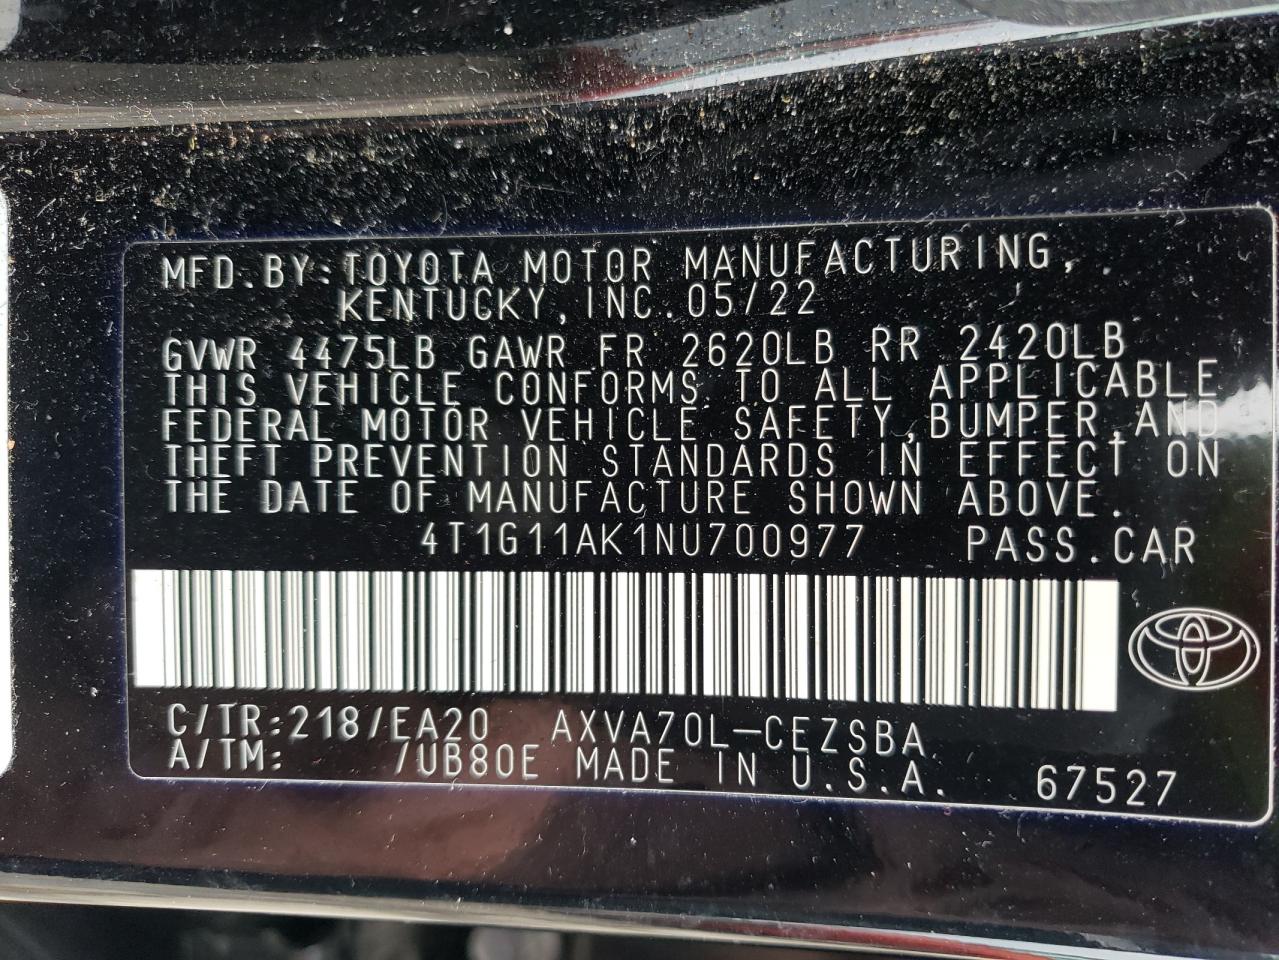 MFD.BY:TOYOTA MOTOR MANUFACTURING,
KENTUCKY,INC.05/22
GVWR 4475LB GAWR FR 2620LB RR 2420LB
THIS VEHICLE CONFORMS TO ALL APPLICABLE
FEDERAL MOTOR VEHICLE SAFETY,BUMPER,AND
THEFT PREVENTION STANDARDS IN EFFECT ON
THE DATE OF MANUFACTURE SHOWN ABOVE.
4T1G11AK1NU700977 PASS.CAR
C/TR:218/EA20 AXVA70L-CEZSBA
A/TM: /UB80E MADE IN U.S.A. 67527